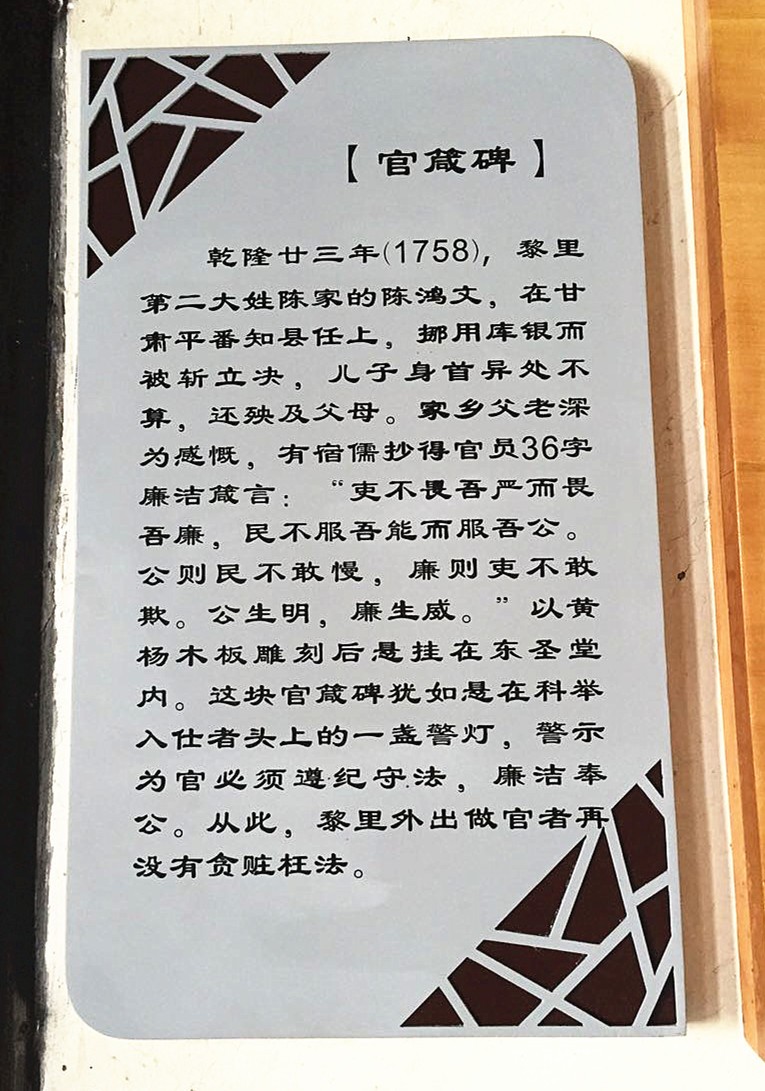 【官箴碑】
乾隆廿三年(1758)，黎里
第二大姓陈家的陈鸿文，在甘
肃平番知县任上，挪用库银而
被斩立决，儿子身首异处不
算，还殃及父母。家乡父老深
为感慨，有宿儒抄得官员36字
廉洁箴言：“吏不畏吾严而畏
吾廉，民不服吾能而服吾公。
公则民不敢慢，廉则吏不敢
欺。公生明，廉生威。”以黄
杨木板雕刻后悬挂在东圣堂
内。这块官箴碑犹如悬在科举
入仕者头上的一盏警灯，警示
为官必须遵纪守法，廉洁奉
公。从此，黎里外出做官者再
没有贪赃枉法。